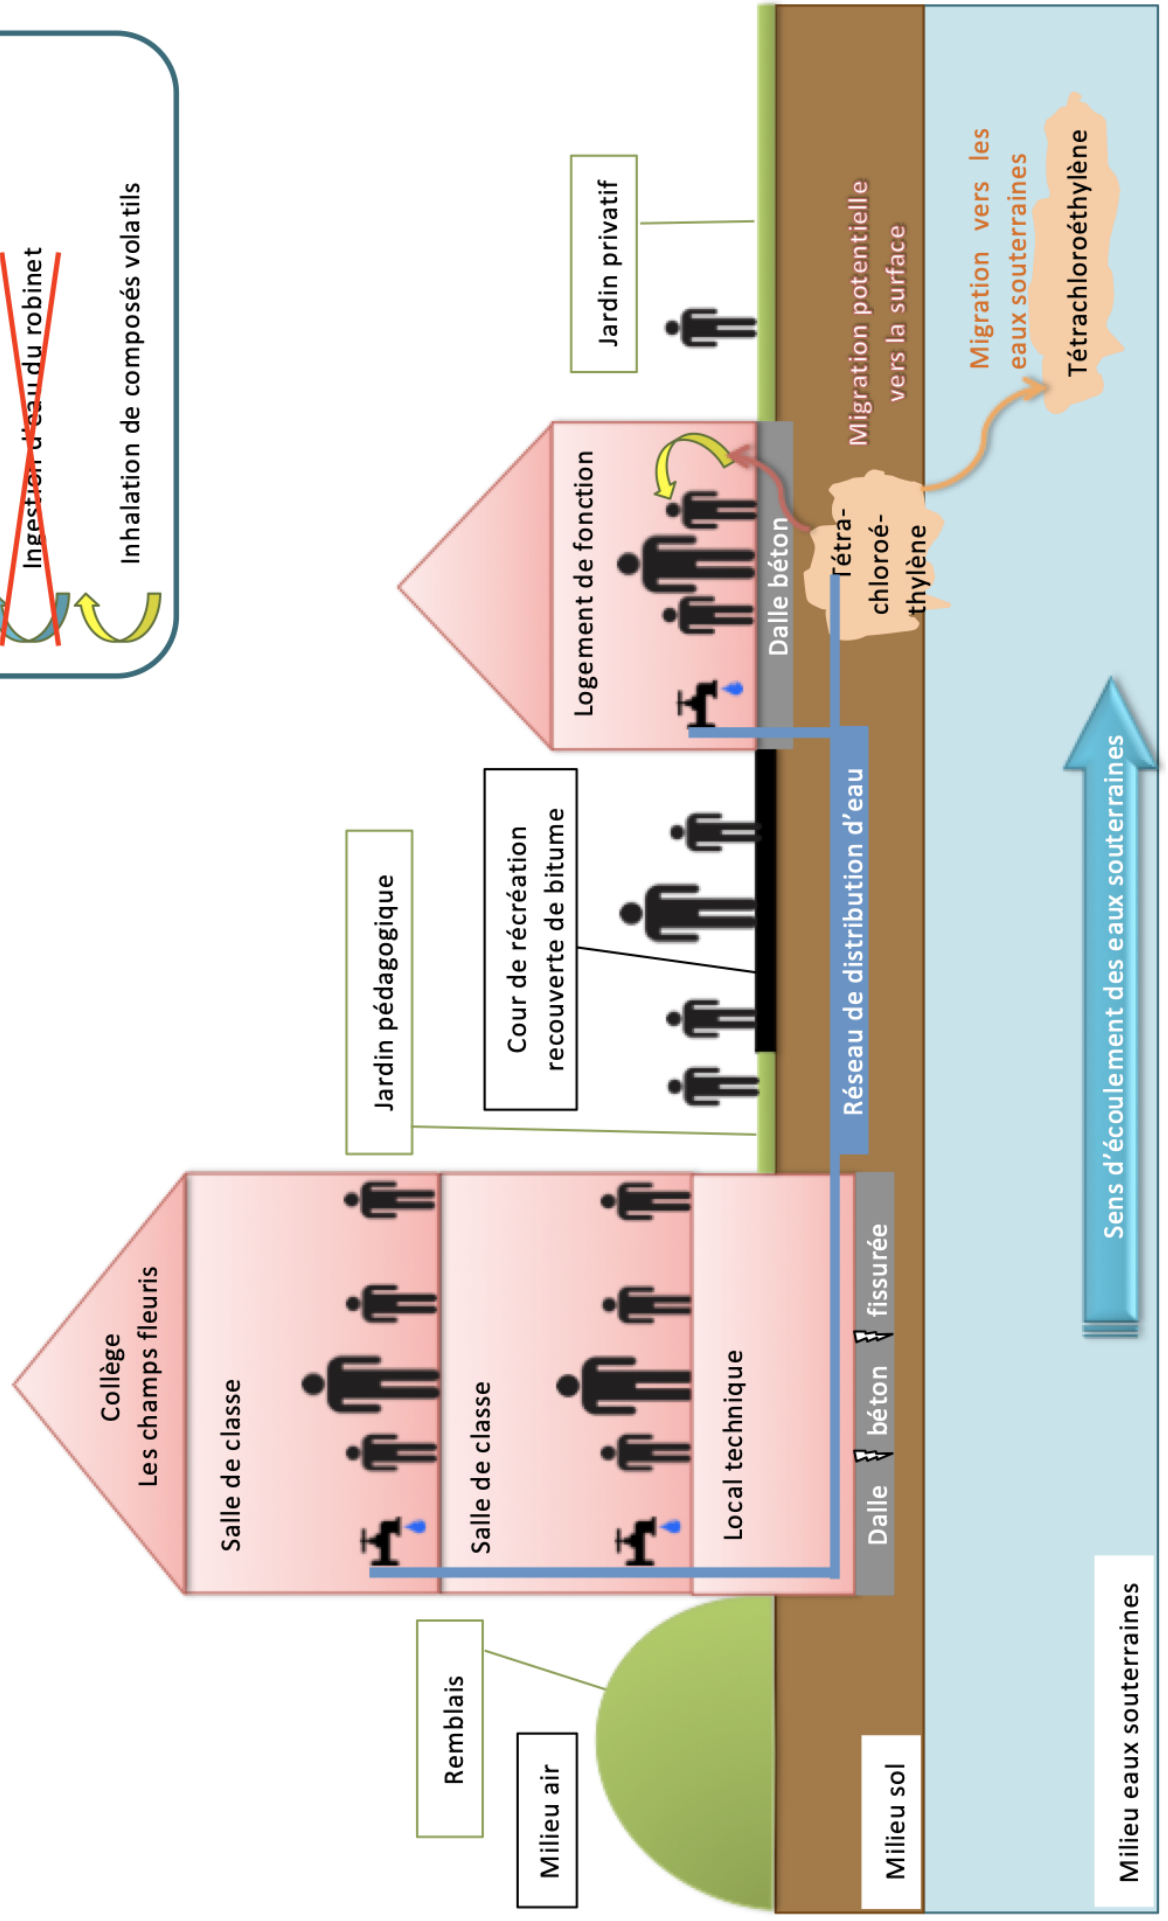 Ingestion d'eau du robinet
Inhalation de composés volatils
Collège
Les champs fleuris
Salle de classe
Salle de classe
Local technique
Dalle béton fissurée
Remblais
Milieu air
Milieu sol
Milieu eaux souterraines
Jardin pédagogique
Cour de récréation
recouverte de bitume
Réseau de distribution d'eau
Sens d'écoulement des eaux souterraines
Logement de fonction
Dalle béton
Tétra-
chloroé-
thylène
Jardin privatif
Migration potentielle
vers la surface
Migration vers les
eaux souterraines
Tétrachloroéthylène